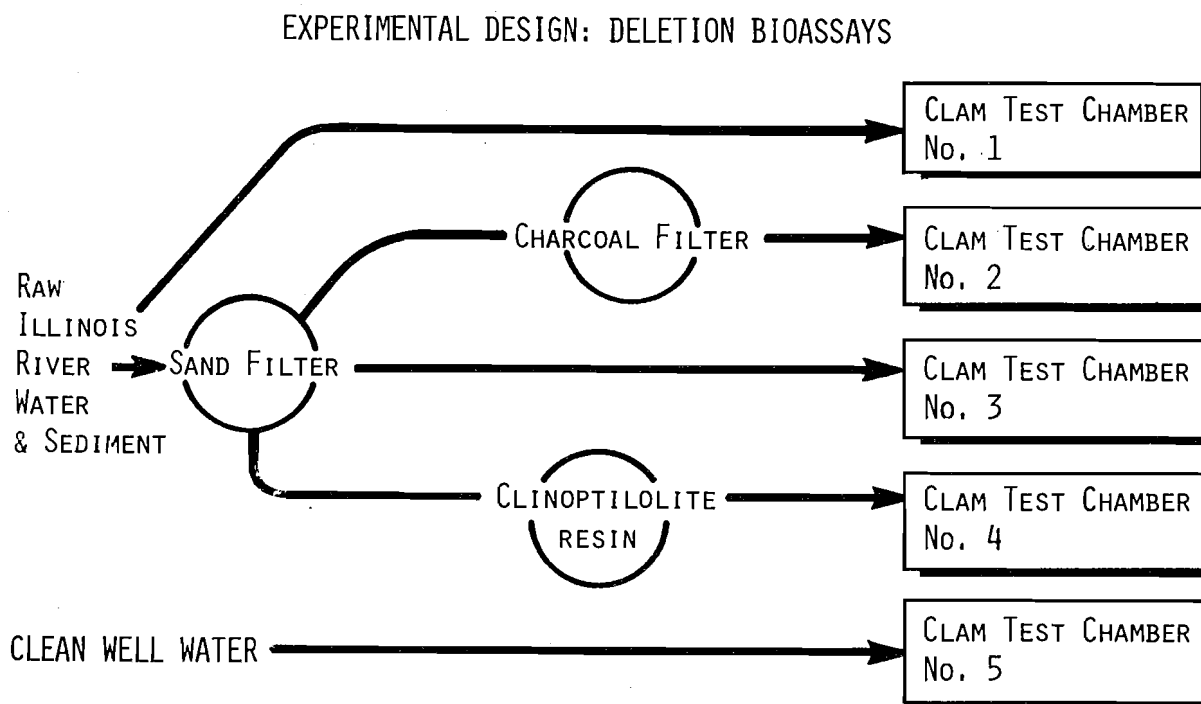 EXPERIMENTAL DESIGN: DELETION BIOASSAYS
CLAM TEST CHAMBER
No. 1
CHARCOAL FILTER
CLAM TEST CHAMBER
No. 2
RAW
ILLINOIS
RIVER
WATER
& SEDIMENT
SAND FILTER
CLAM TEST CHAMBER
No. 3
CLINOPTILOLITE
RESIN
CLAM TEST CHAMBER
No. 4
CLEAN WELL WATER
CLAM TEST CHAMBER
No. 5